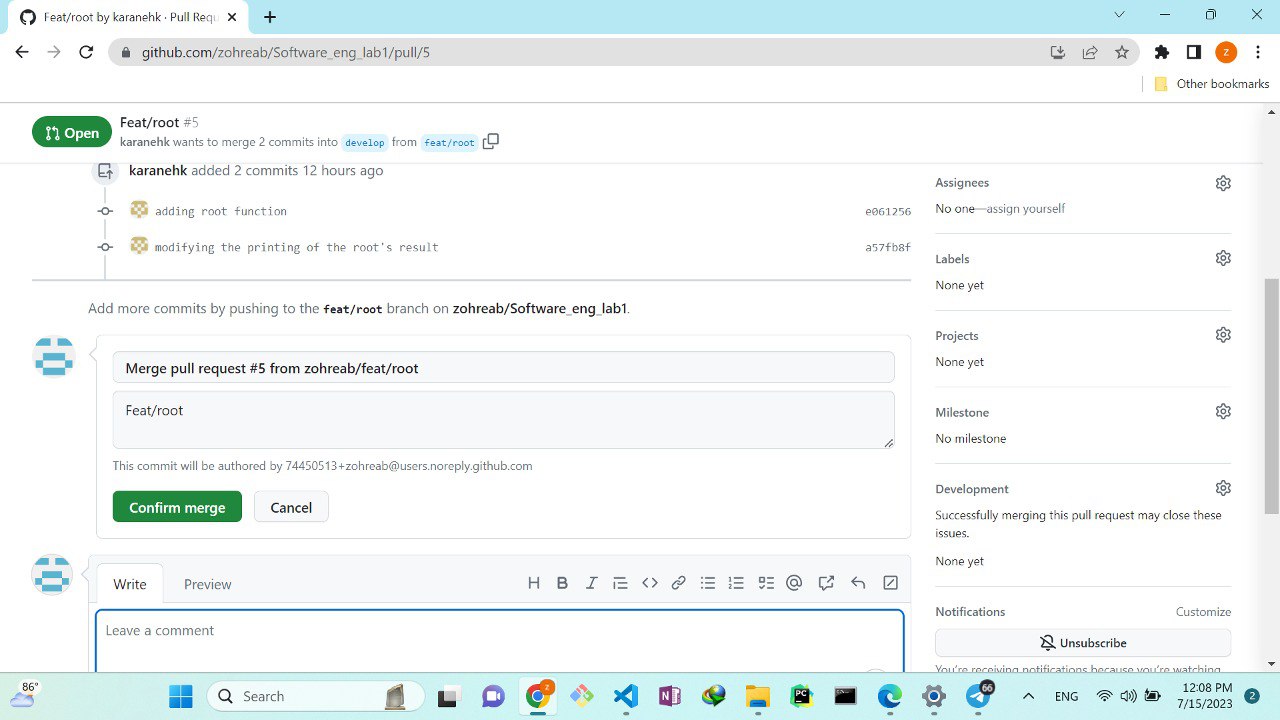 Feat/root by karanehk · Pull Requ
github.com/zohreab/Software_eng_lab1/pull/5
Z
Other bookmarks
Open
Feat/root #5
karanehk wants to merge 2 commits into develop from feat/root
karanehk added 2 commits 12 hours ago
adding root function e061256
modifying the printing of the root's result a57fb8f
Add more commits by pushing to the feat/root branch on zohreab/Software_eng_lab1.
Merge pull request #5 from zohreab/feat/root
Feat/root
This commit will be authored by 74450513+zohreab@users.noreply.github.com
Confirm merge Cancel
Write Preview
Leave a comment
Assignees
No one—assign yourself
Labels
None yet
Projects
None yet
Milestone
No milestone
Development
Successfully merging this pull request may close these
issues.
None yet
Notifications Customize
Unsubscribe
You're receiving notifications because you're watching
86°
Search
Z
PC
66
ENG
12:08 PM
7/15/2023
2